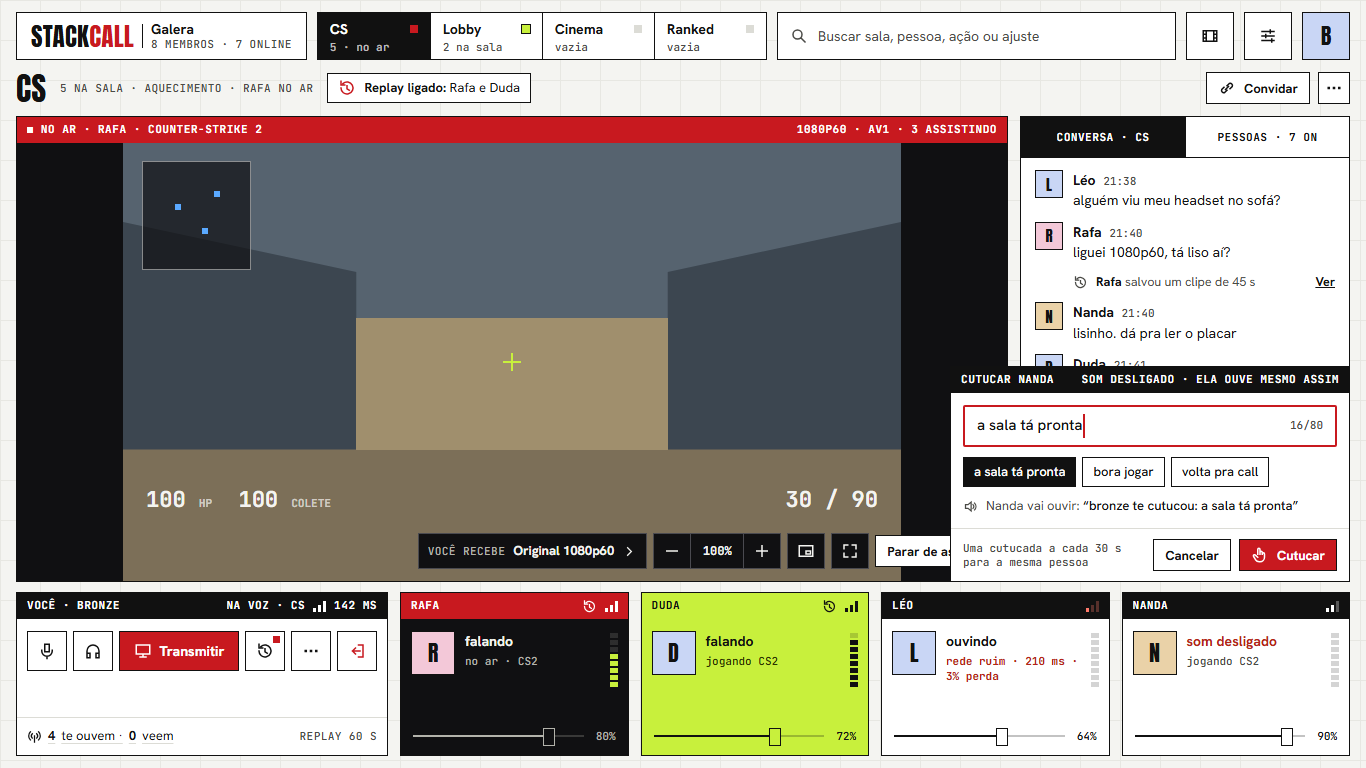 STACKCALL
Galera
8 MEMBROS · 7 ONLINE
CS
5 · no ar
Lobby
2 na sala
Cinema
vazia
Ranked
vazia
Buscar sala, pessoa, ação ou ajuste
B
CS
5 NA SALA · AQUECIMENTO · RAFA NO AR
Replay ligado: Rafa e Duda
Convidar
NO AR · RAFA · COUNTER-STRIKE 2
1080P60 · AV1 · 3 ASSISTINDO
100 HP 100 COLETE
30 / 90
VOCÊ RECEBE Original 1080p60
100%
Parar de as
CONVERSA · CS
PESSOAS · 7 ON
L
Léo 21:38
alguém viu meu headset no sofá?
R
Rafa 21:40
liguei 1080p60, tá liso aí?
Rafa salvou um clipe de 45 s
Ver
N
Nanda 21:40
lisinho. dá pra ler o placar
Duda 21:41
CUTUCAR NANDA
SOM DESLIGADO · ELA OUVE MESMO ASSIM
a sala tá pronta
16/80
a sala tá pronta
bora jogar
volta pra call
Nanda vai ouvir: “bronze te cutucou: a sala tá pronta”
Uma cutucada a cada 30 s
para a mesma pessoa
Cancelar
Cutucar
VOCÊ · BRONZE
NA VOZ · CS 142 MS
Transmitir
4 te ouvem · 0 veem
REPLAY 60 S
RAFA
R
falando
no ar · CS2
80%
DUDA
D
falando
jogando CS2
72%
LÉO
L
ouvindo
rede ruim · 210 ms ·
3% perda
64%
NANDA
N
som desligado
jogando CS2
90%